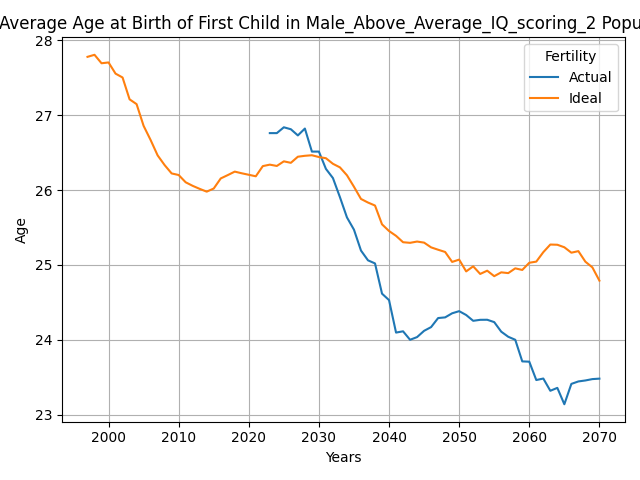 Average Age at Birth of First Child in Male_Above_Average_IQ_scoring_2 Popu
28
27
26
25
24
23
Age
Fertility
Actual
Ideal
2000
2010
2020
2030
2040
2050
2060
2070
Years